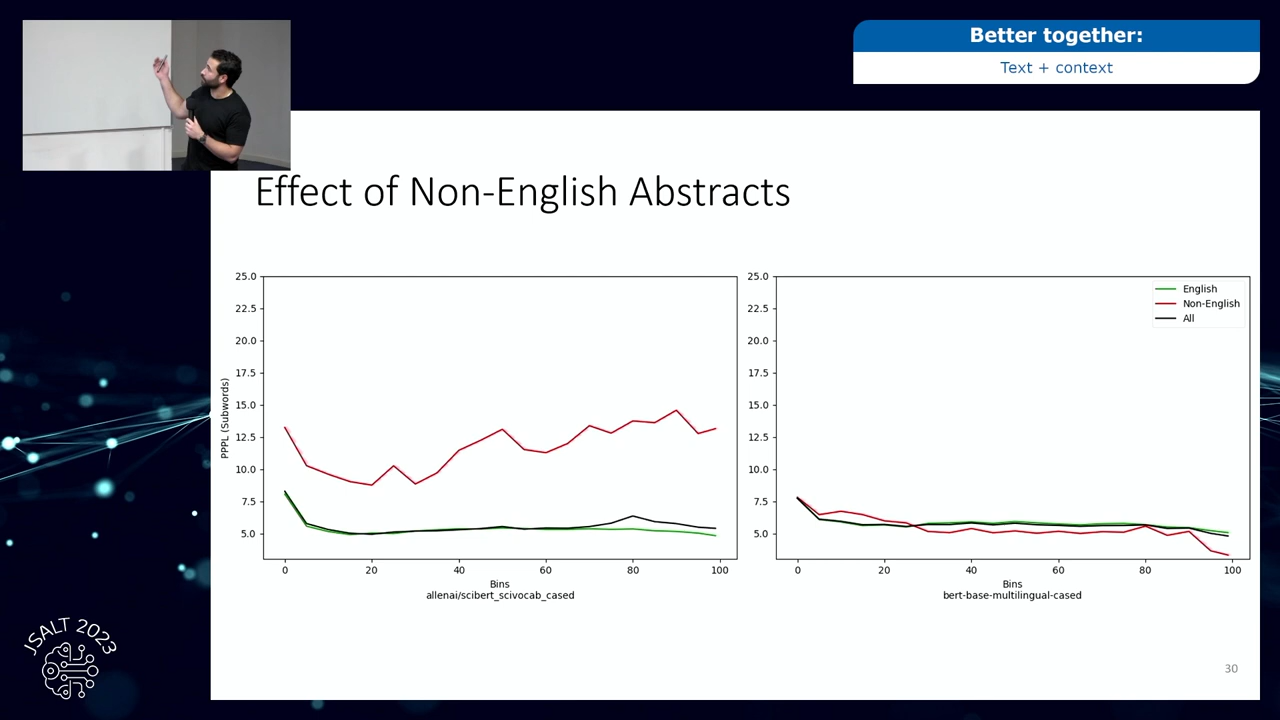 Better together:
Text + context
Effect of Non-English Abstracts
PPPL (Subwords)
25.0
22.5
20.0
17.5
15.0
12.5
10.0
7.5
5.0
0 20 40 60 80 100
Bins
allenai/scibert_scivocab_cased
25.0
22.5
20.0
17.5
15.0
12.5
10.0
7.5
5.0
English
Non-English
All
0 20 40 60 80 100
Bins
bert-base-multilingual-cased
JSALT 2023
30